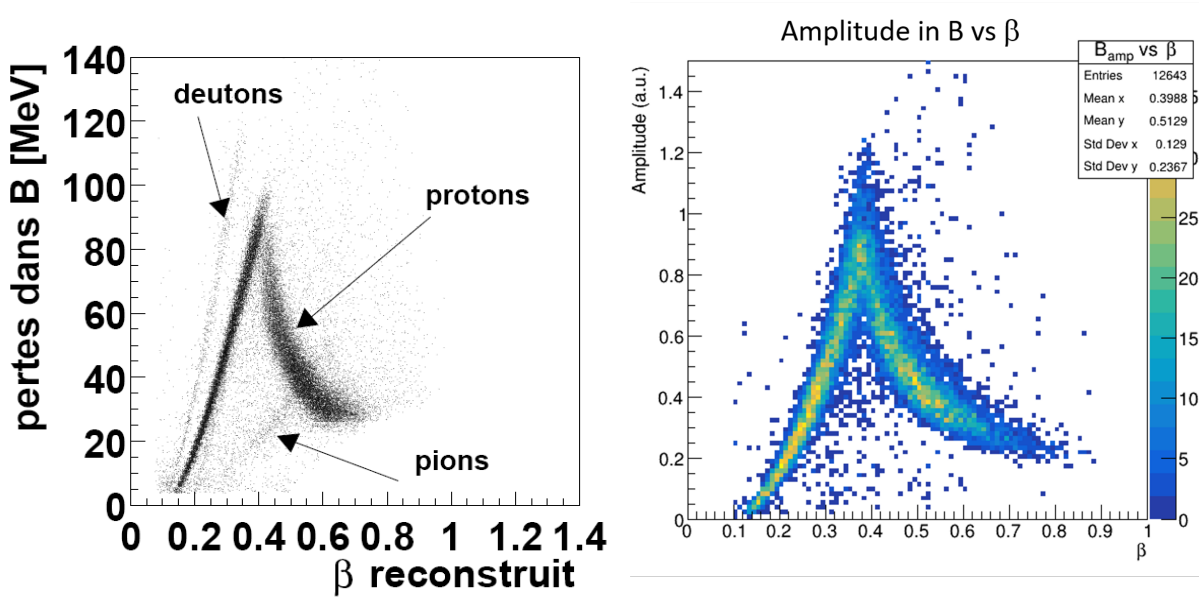 pertes dans B [MeV]
140
120
100
80
60
40
20
0
deutons
protons
pions
0 0.2 0.4 0.6 0.8 1 1.2 1.4
β reconstruit
Amplitude in B vs β
Amplitude (a.u.)
1.4
1.2
1
0.8
0.6
0.4
0.2
0
0 0.1 0.2 0.3 0.4 0.5 0.6 0.7 0.8 0.9 1
β
B_amp vs β
Entries 12643
Mean x 0.3988
Mean y 0.5129
Std Dev x 0.129
Std Dev y 0.2367
25
20
15
10
5
0